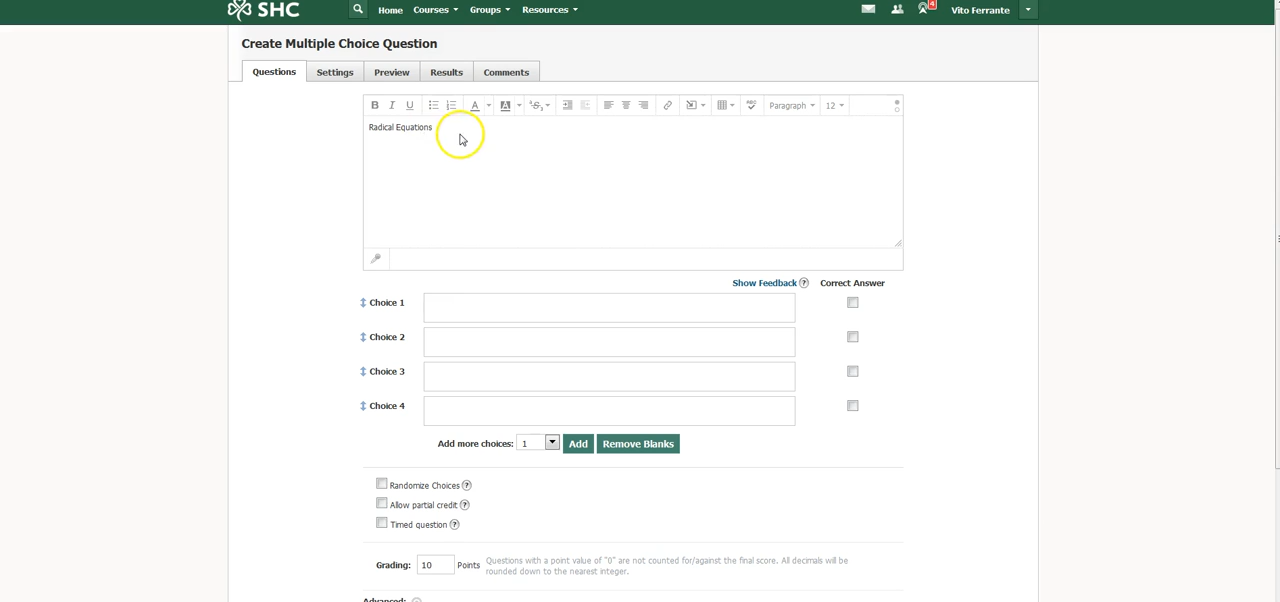 SHC
Home Courses Groups Resources
4
Vito Ferrante
Create Multiple Choice Question
Questions Settings Preview Results Comments
B I U A A Paragraph 12
Radical Equations
Show Feedback ? Correct Answer
Choice 1
Choice 2
Choice 3
Choice 4
Add more choices: 1 Add Remove Blanks
Randomize Choices ?
Allow partial credit ?
Timed question ?
Grading: 10 Points Questions with a point value of "0" are not counted for/against the final score. All decimals will be
rounded down to the nearest integer.
Advanced: